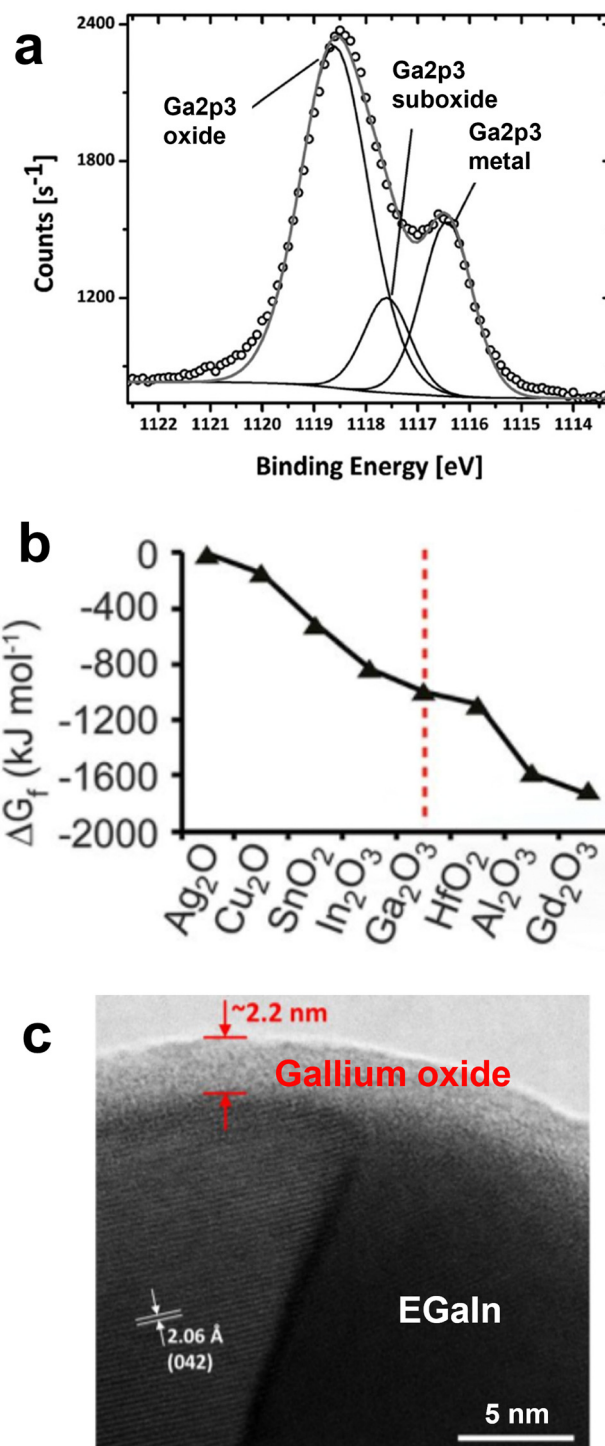 a
2400
1800
1200
Counts [s⁻¹]
Ga2p3
oxide
Ga2p3
suboxide
Ga2p3
metal
1122 1121 1120 1119 1118 1117 1116 1115 1114
Binding Energy [eV]
b
0
-400
-800
-1200
-1600
-2000
ΔG_f (kJ mol⁻¹)
Ag₂O
Cu₂O
SnO₂
In₂O₃
Ga₂O₃
HfO₂
Al₂O₃
Gd₂O₃
c
~2.2 nm
Gallium oxide
EGaIn
2.06 Å
(042)
5 nm